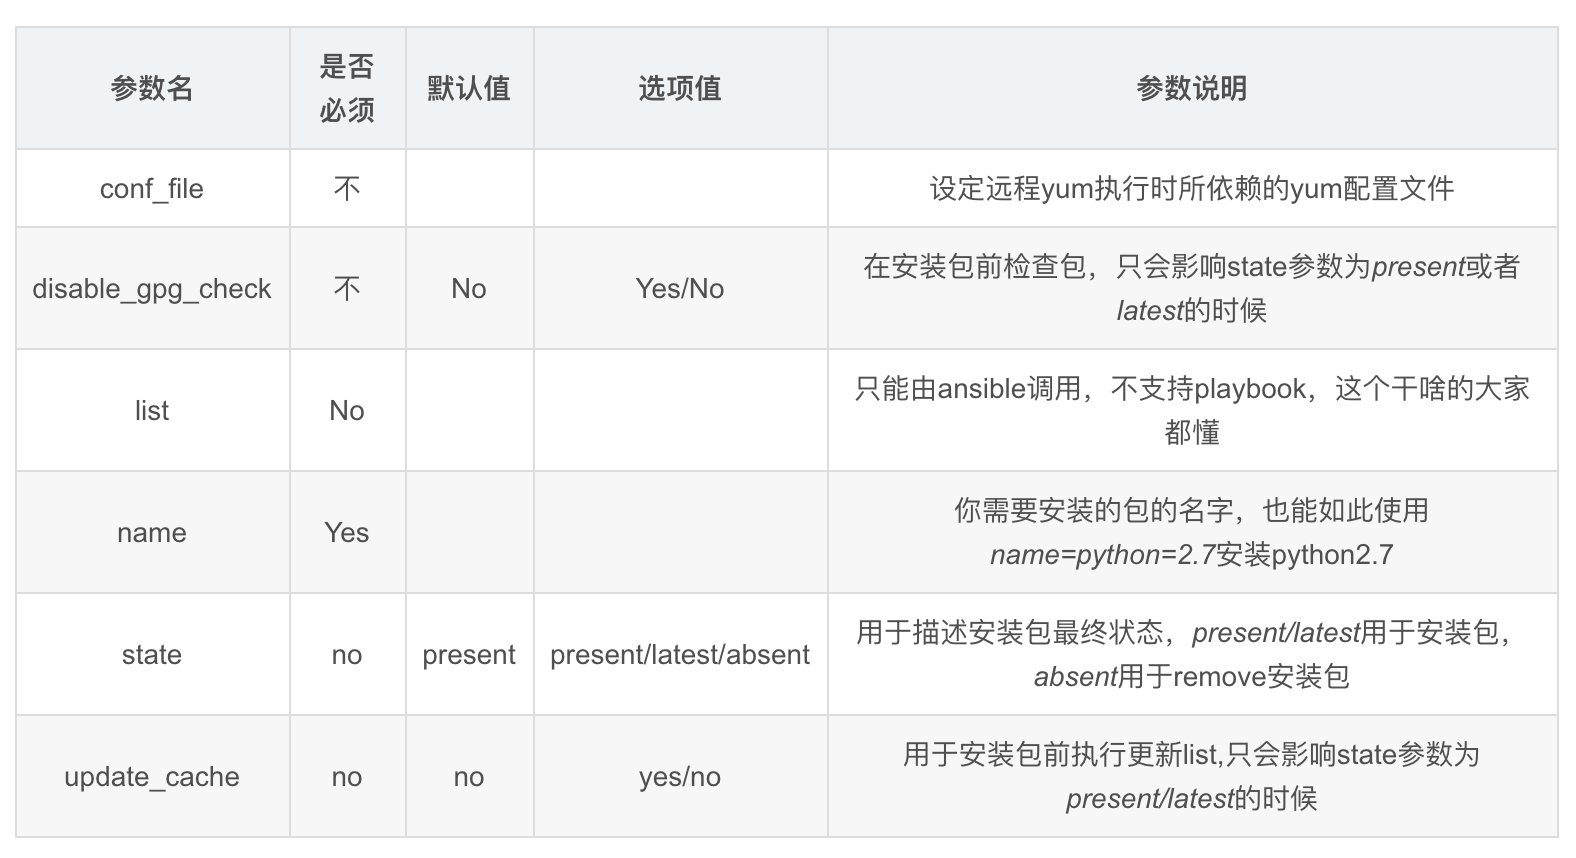 参数名
是否
必须
默认值
选项值
参数说明
conf_file
不
设定远程yum执行时所依赖的yum配置文件
disable_gpg_check
不
No
Yes/No
在安装包前检查包，只会影响state参数为present或者
latest的时候
list
No
只能由ansible调用，不支持playbook，这个干啥的大家
都懂
name
Yes
你需要安装的包的名字，也能如此使用
name=python=2.7安装python2.7
state
no
present
present/latest/absent
用于描述安装包最终状态，present/latest用于安装包，
absent用于remove安装包
update_cache
no
no
yes/no
用于安装包前执行更新list,只会影响state参数为
present/latest的时候